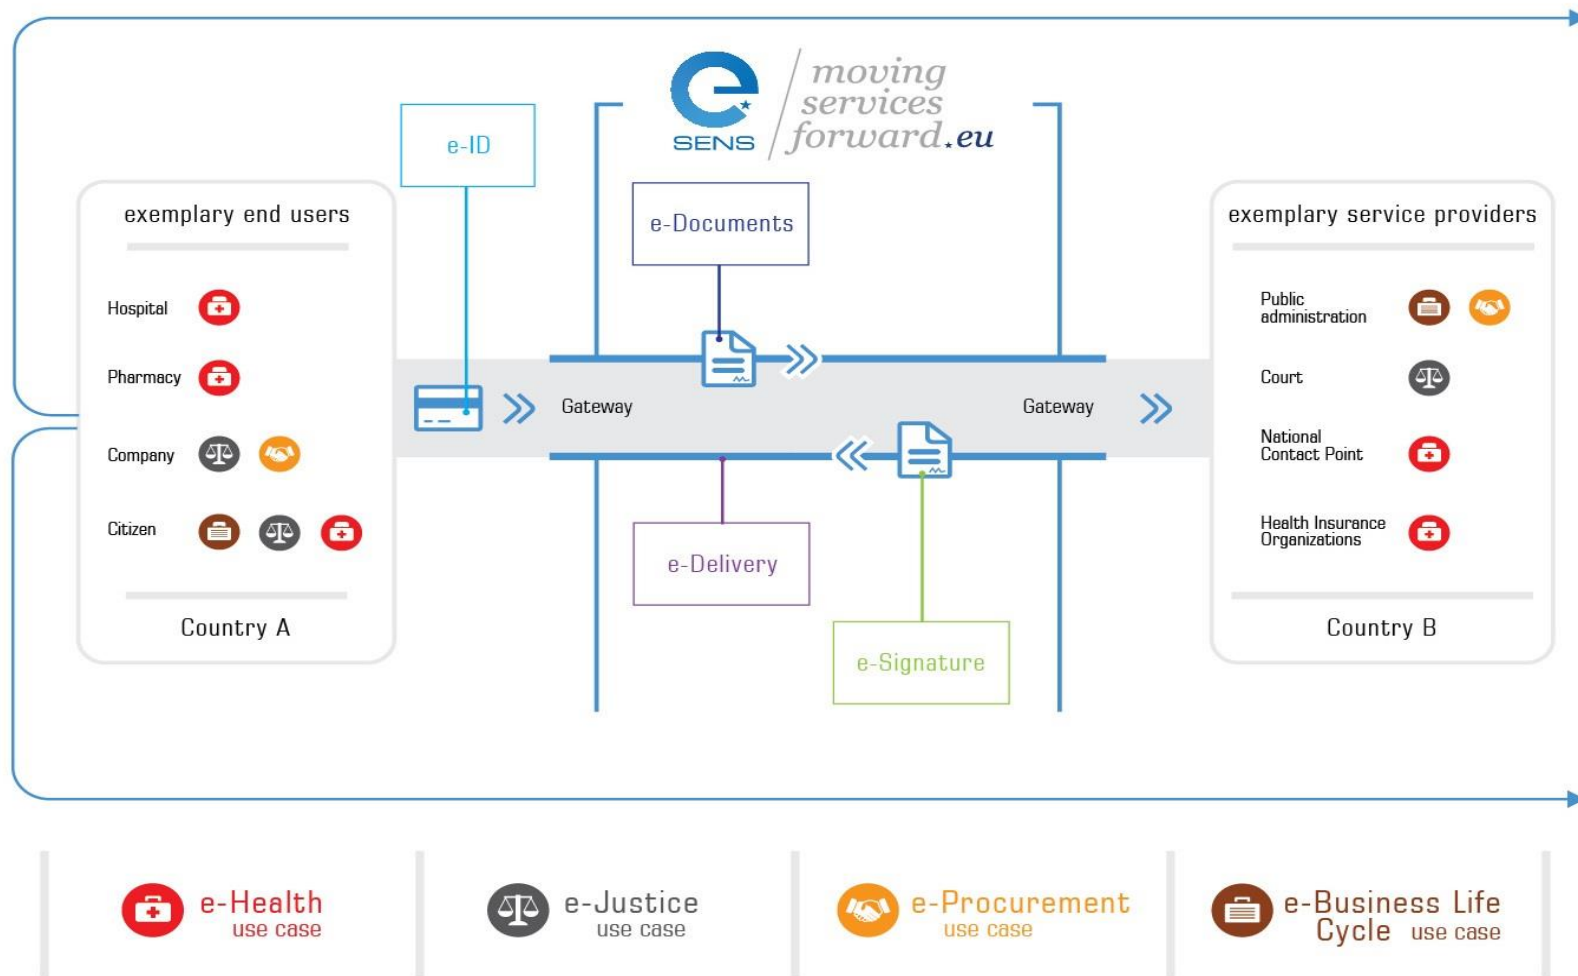 e
SENS
moving
services
forward.eu
e-ID
exemplary end users
Hospital
Pharmacy
Company
Citizen
Country A
e-Documents
Gateway
Gateway
e-Delivery
e-Signature
exemplary service providers
Public
administration
Court
National
Contact Point
Health Insurance
Organizations
Country B
e-Health
use case
e-Justice
use case
e-Procurement
use case
e-Business Life
Cycle use case